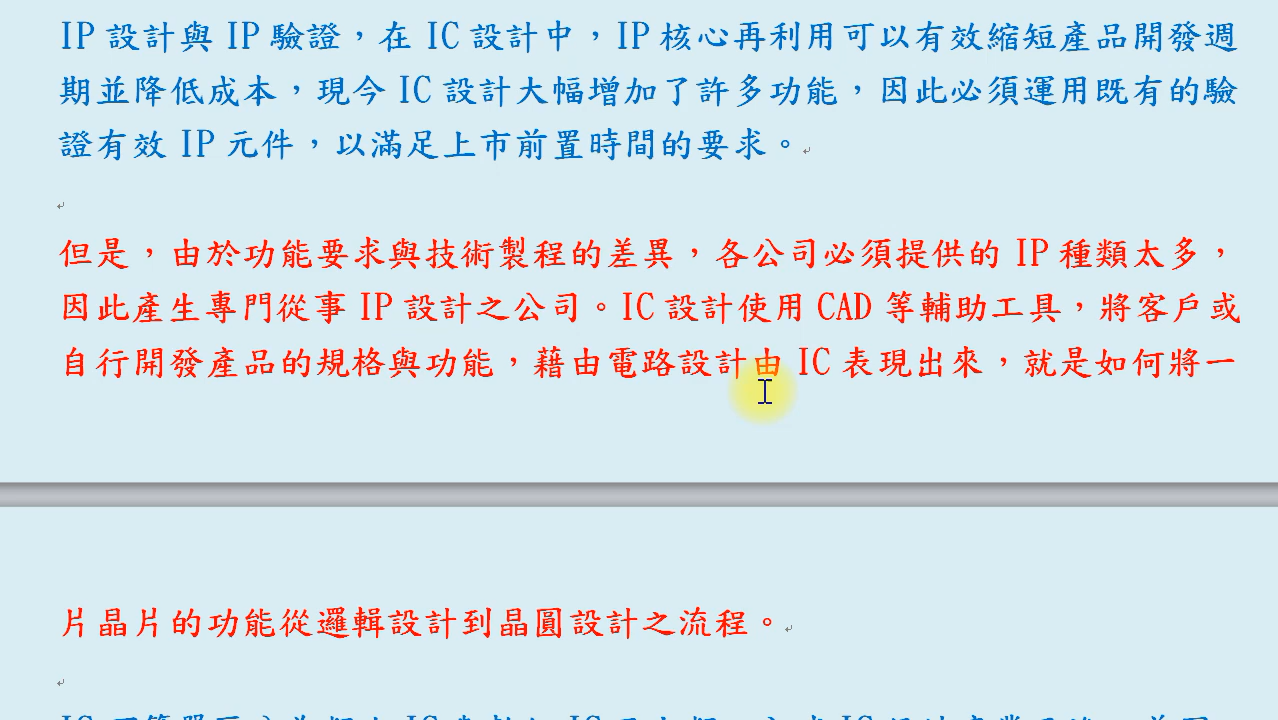 IP 設計與 IP 驗證，在 IC 設計中，IP 核心再利用可以有效縮短產品開發週
期並降低成本，現今 IC 設計大幅增加了許多功能，因此必須運用既有的驗
證有效 IP 元件，以滿足上市前置時間的要求。
但是，由於功能要求與技術製程的差異，各公司必須提供的 IP 種類太多，
因此產生專門從事 IP 設計之公司。IC 設計使用 CAD 等輔助工具，將客戶或
自行開發產品的規格與功能，藉由電路設計由 IC 表現出來，就是如何將一
片晶片的功能從邏輯設計到晶圓設計之流程。